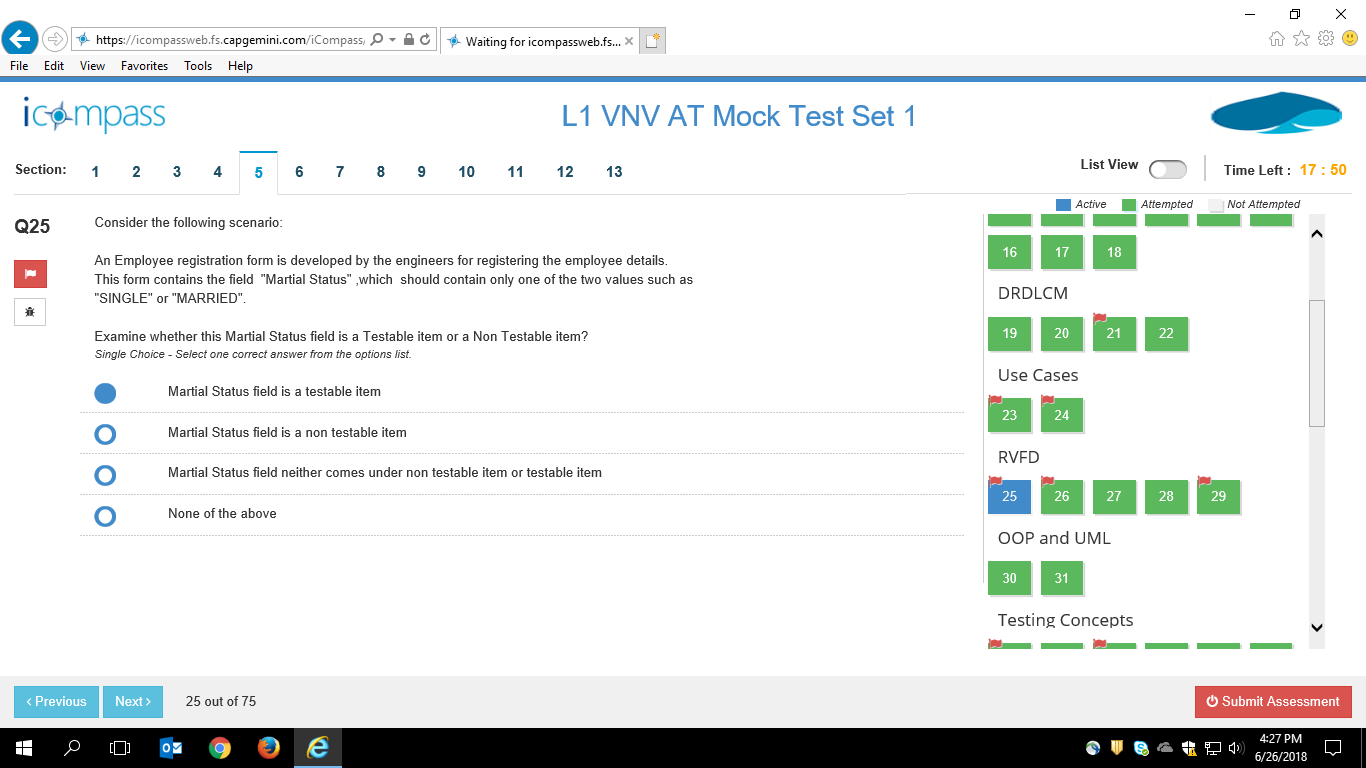 https://icompassweb.fs.capgemini.com/iCompass/
Waiting for icompassweb.fs...
File Edit View Favorites Tools Help
icompass
L1 VNV AT Mock Test Set 1
Section: 1 2 3 4 5 6 7 8 9 10 11 12 13
List View
Time Left : 17 : 50
Active Attempted Not Attempted
Q25
Consider the following scenario:
An Employee registration form is developed by the engineers for registering the employee details.
This form contains the field "Martial Status" ,which should contain only one of the two values such as
"SINGLE" or "MARRIED".
Examine whether this Martial Status field is a Testable item or a Non Testable item?
Single Choice - Select one correct answer from the options list.
Martial Status field is a testable item
Martial Status field is a non testable item
Martial Status field neither comes under non testable item or testable item
None of the above
16 17 18
DRDLCM
19 20 21 22
Use Cases
23 24
RVFD
25 26 27 28 29
OOP and UML
30 31
Testing Concepts
< Previous
Next >
25 out of 75
Submit Assessment
4:27 PM
6/26/2018